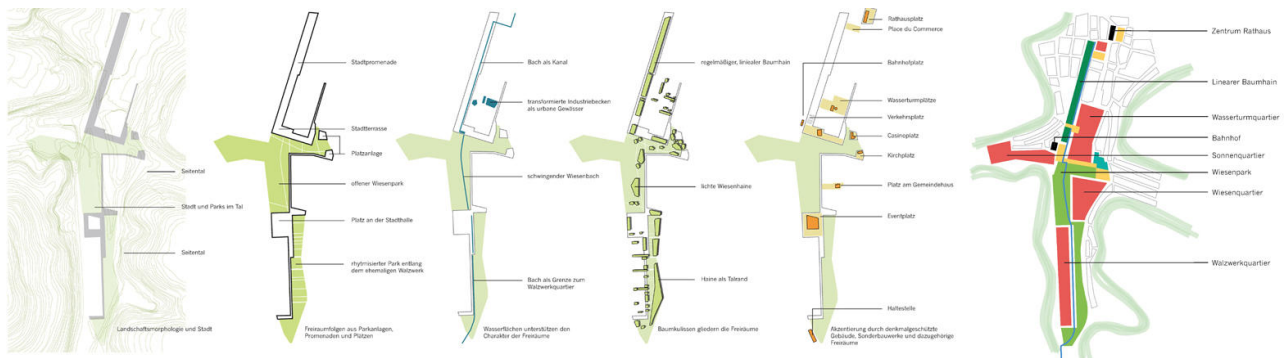 Seitental
Stadt und Parks im Tal
Seitental
Landschaftsmorphologie und Stadt
Stadtpromenade
Stadtterrasse
Platzanlage
offener Wiesenpark
Platz an der Stadthalle
rhytmisierter Park entlang
dem ehemaligen Walzwerk
Freiraumfolgen aus Parkanlagen,
Promenaden und Plätzen
Bach als Kanal
transformierte Industriebecken
als urbane Gewässer
schwingender Wiesenbach
Bach als Grenze zum
Walzwerkquartier
Wasserflächen unterstützen den
Charakter der Freiräume
regelmäßiger, linealer Baumhain
lichte Wiesenhaine
Haine als Talrand
Baumkulissen gliedern die Freiräume
Rathausplatz
Place du Commerce
Bahnhofplatz
Wasserturmplätze
Verkehrsplatz
Casinoplatz
Kirchplatz
Platz am Gemeindehaus
Eventplatz
Haltestelle
Akzentierung durch denkmalgeschützte
Gebäude, Sonderbauwerke und dazugehörige
Freiräume
Zentrum Rathaus
Linearer Baumhain
Wasserturmquartier
Bahnhof
Sonnenquartier
Wiesenpark
Wiesenquartier
Walzwerkquartier